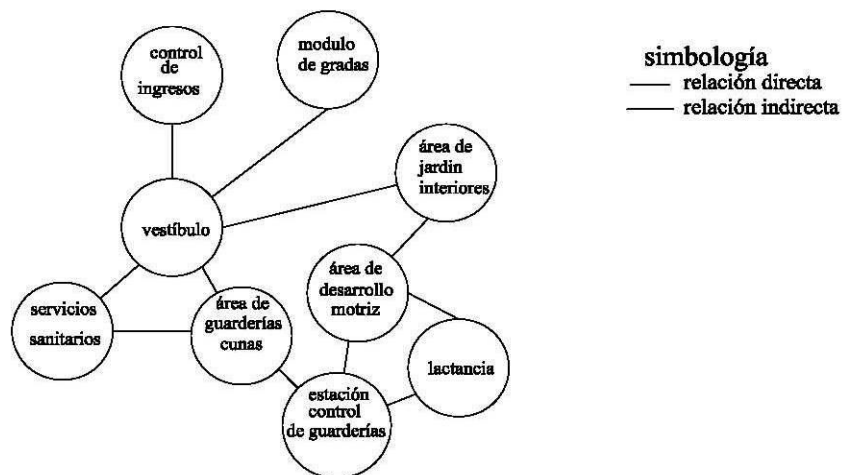 control
de
ingresos
modulo
de gradas
simbología
relación directa
relación indirecta
área de
jardin
interiores
vestíbulo
área de
desarrollo
motriz
servicios
sanitarios
área de
guarderías
cunas
lactancia
estación
control
de guarderías